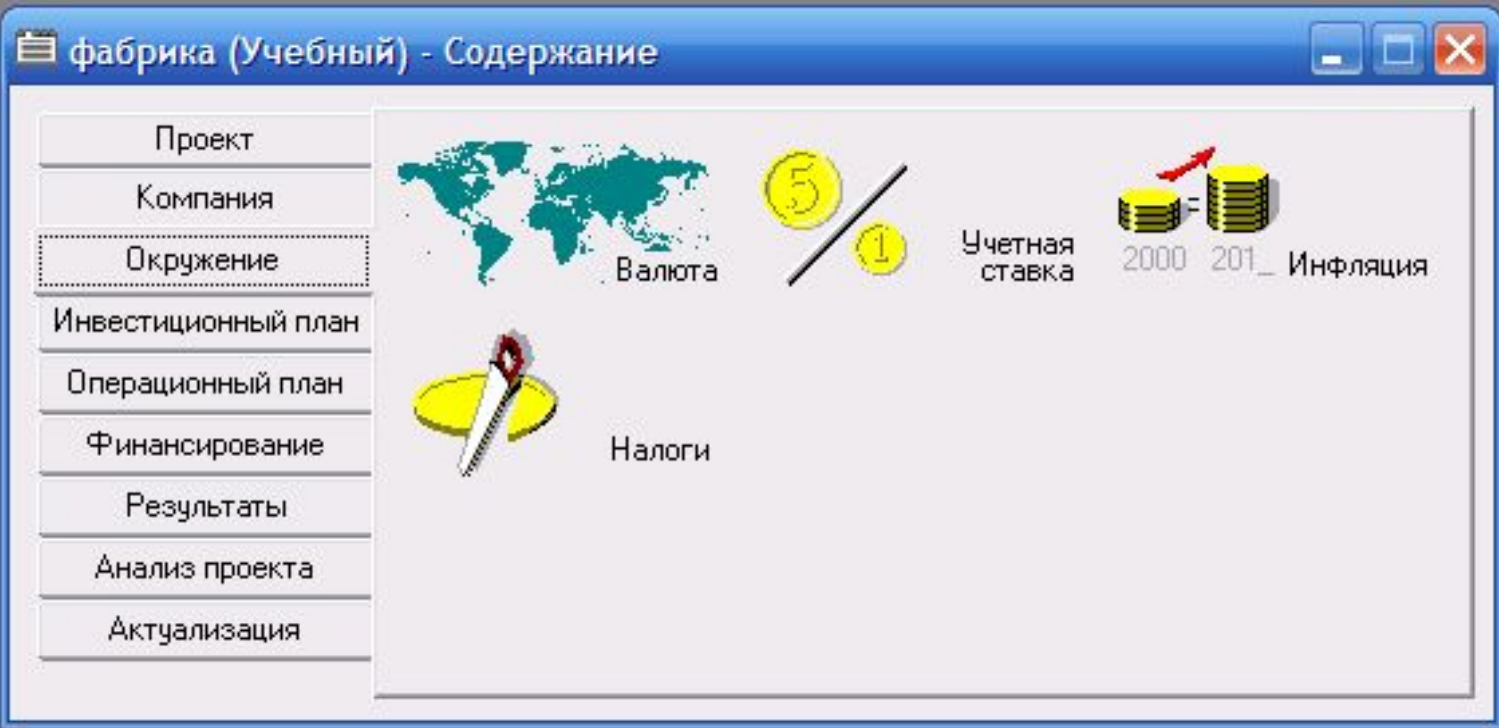 фабрика (Учебный) - Содержание
Проект
Компания
Окружение
Инвестиционный план
Операционный план
Финансирование
Результаты
Анализ проекта
Актуализация
Валюта
5
1
Учетная
ставка
2000 = 201_
Инфляция
Налоги